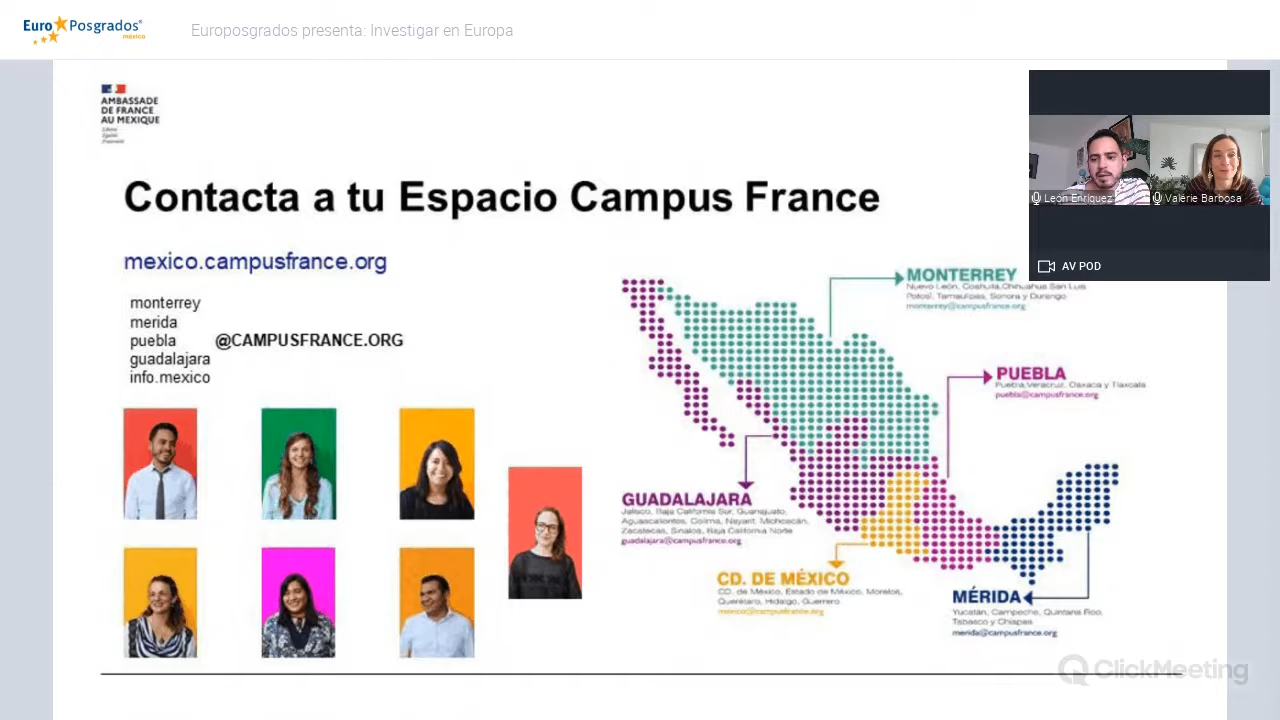 EuroPosgrados®
méxico
Europosgrados presenta: Investigar en Europa
AMBASSADE
DE FRANCE
AU MEXIQUE
Liberté
Égalité
Fraternité
Contacta a tu Espacio Campus France
mexico.campusfrance.org
monterrey
merida
puebla @CAMPUSFRANCE.ORG
guadalajara
info.mexico
León Enriquez
Valérie Barbosa
AV POD
MONTERREY
Nuevo León, Coahuila, Chihuahua San Luis
Potosí, Tamaulipas, Sonora y Durango
monterrey@campusfrance.org
PUEBLA
Puebla, Veracruz, Oaxaca y Tlaxcala
puebla@campusfrance.org
GUADALAJARA
Jalisco, Baja California Sur, Guanajuato,
Aguascalientes, Colima, Nayarit, Michoacán,
Zacatecas, Sinaloa, Baja California Norte
guadalajara@campusfrance.org
CD. DE MÉXICO
CD. de México, Estado de México, Morelos,
Querétaro, Hidalgo, Guerrero
mexico@campusfrance.org
MÉRIDA
Yucatán, Campeche, Quintana Roo,
Tabasco y Chiapas
merida@campusfrance.org
ClickMeeting